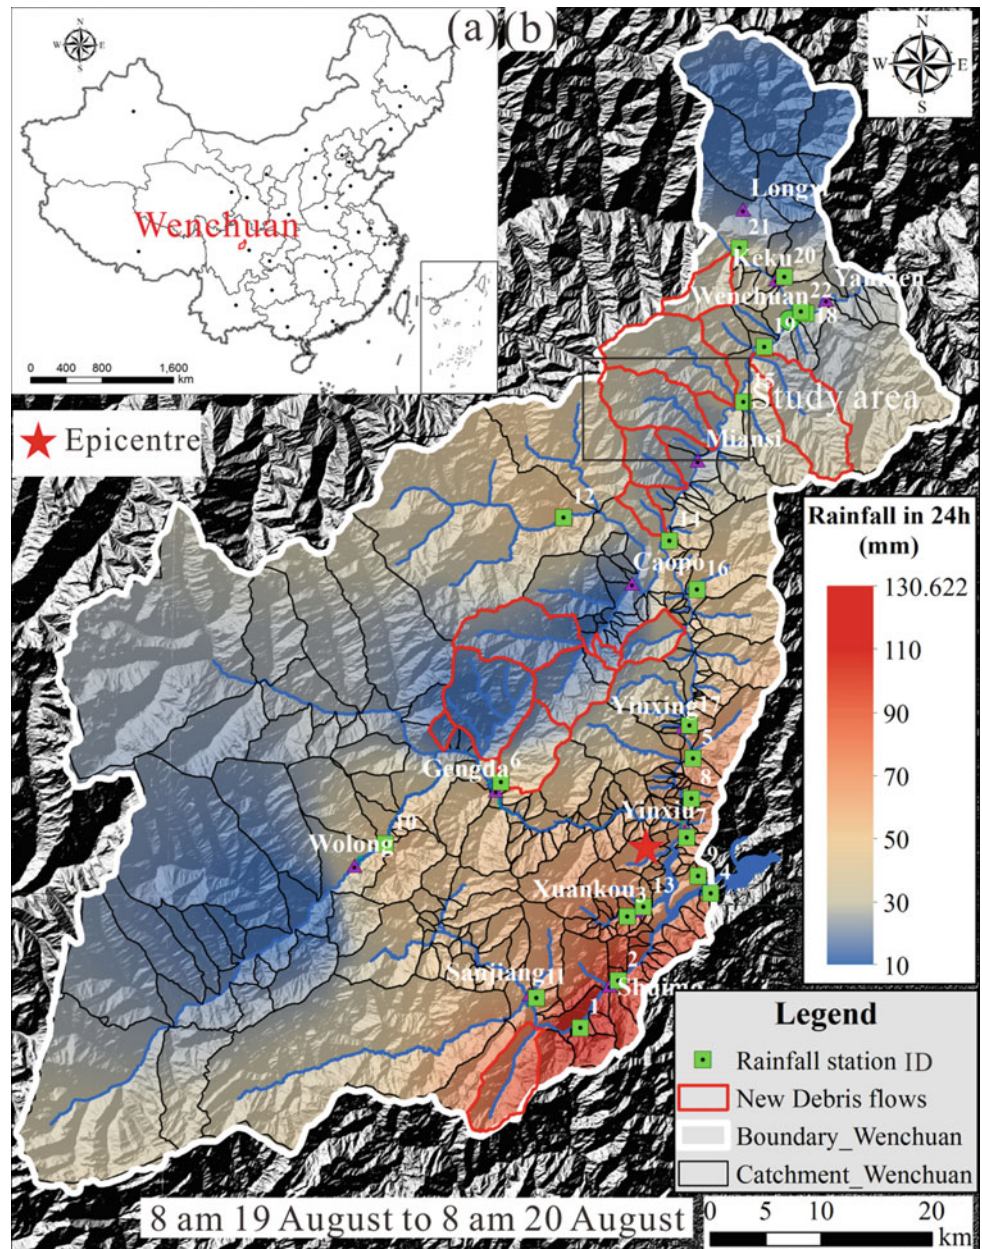 (a)
(b)
N
W
E
S
N
W
E
S
Wenchuan
0 400 800 1,600
km
Epicentre
Longxi
21
Keku
20
Wenchuan
22
18
19
Study area
Miansi
12
14
Caopo
16
Yinxing
17
5
Gengda
6
8
Yinxiu
7
10
Wolong
9
4
Xuankou
3
13
2
Sanjiang
11
1
Rainfall in 24h
(mm)
130.622
110
90
70
50
30
10
Legend
Rainfall station ID
New Debris flows
Boundary_Wenchuan
Catchment_Wenchuan
8 am 19 August to 8 am 20 August
0 5 10 20
km